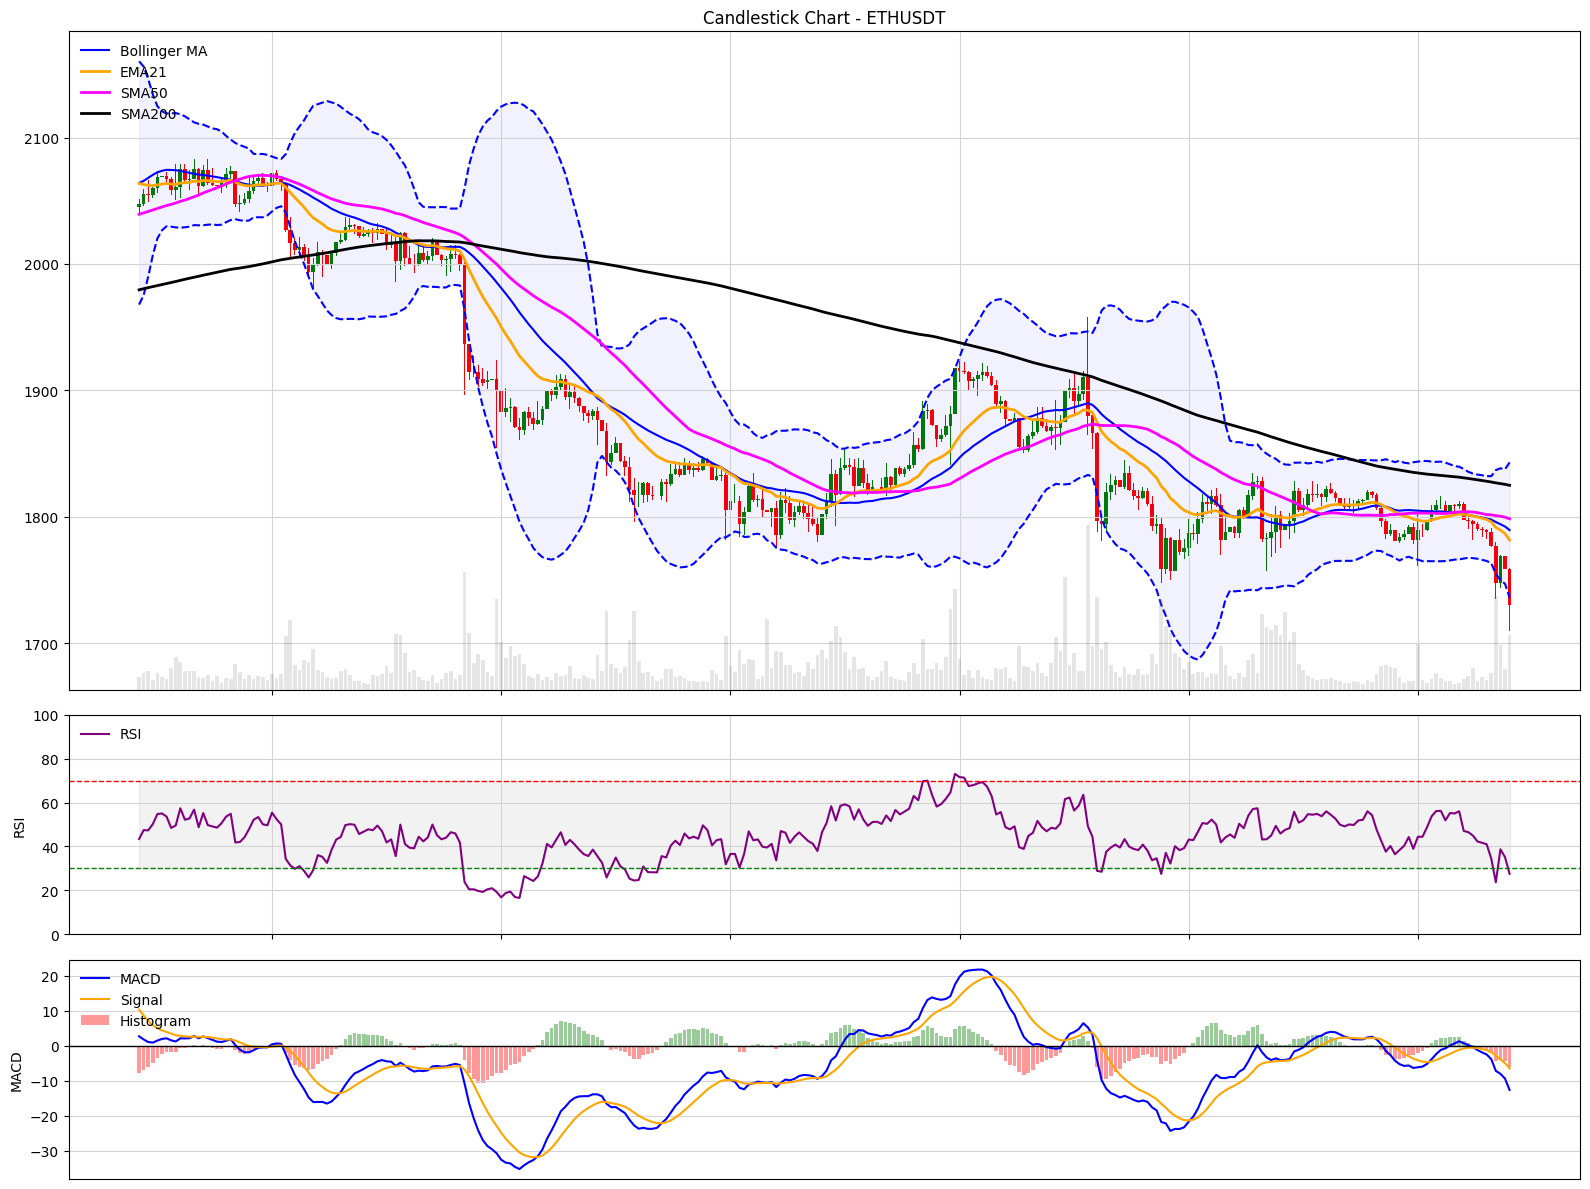 Candlestick Chart - ETHUSDT
Bollinger MA
EMA21
SMA50
SMA200
2100
2000
1900
1800
1700
RSI
100
80
60
40
20
0
RSI
MACD
Signal
Histogram
20
10
0
−10
−20
−30
MACD